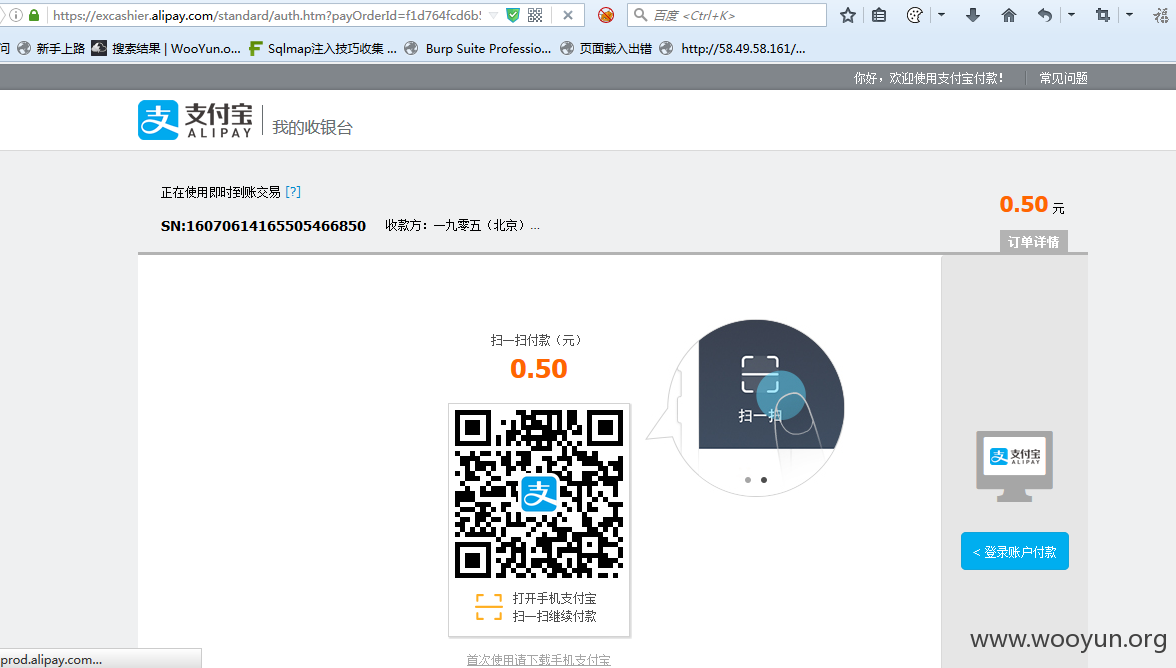 https://excashier.alipay.com/standard/auth.htm?payOrderId=f1d764fcd6b5
百度 <Ctrl+K>
问 新手上路 搜索结果 | WooYun.o... Sqlmap注入技巧收集 ... Burp Suite Professio... 页面载入出错 http://58.49.58.161/...
你好，欢迎使用支付宝付款！ 常见问题
支 支付宝 ALIPAY 我的收银台
正在使用即时到账交易 [?]
0.50 元
SN:16070614165505466850 收款方：一九零五（北京）...
订单详情
扫一扫付款（元）
0.50
扫一扫
支
支 支付宝
ALIPAY
< 登录账户付款
打开手机支付宝
扫一扫继续付款
首次使用请下载手机支付宝
prod.alipay.com...
www.wooyun.org